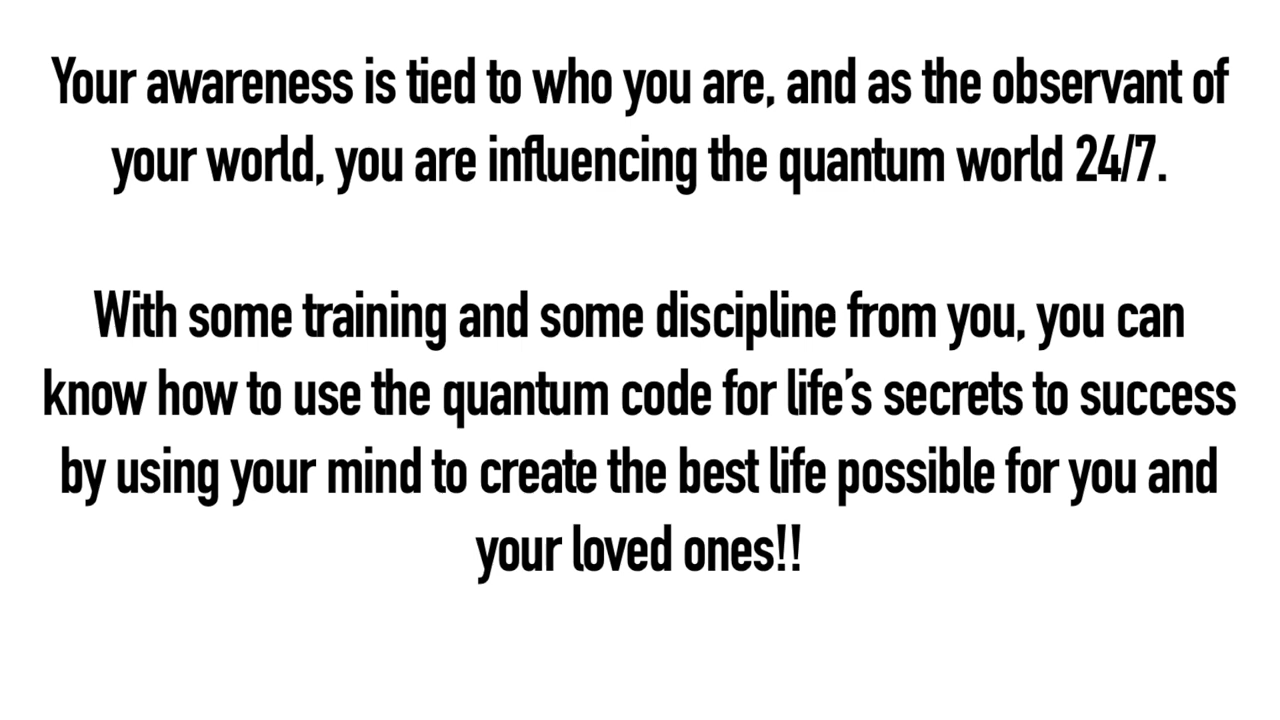 Your awareness is tied to who you are, and as the observant of
your world, you are influencing the quantum world 24/7.
With some training and some discipline from you, you can
know how to use the quantum code for life's secrets to success
by using your mind to create the best life possible for you and
your loved ones!!